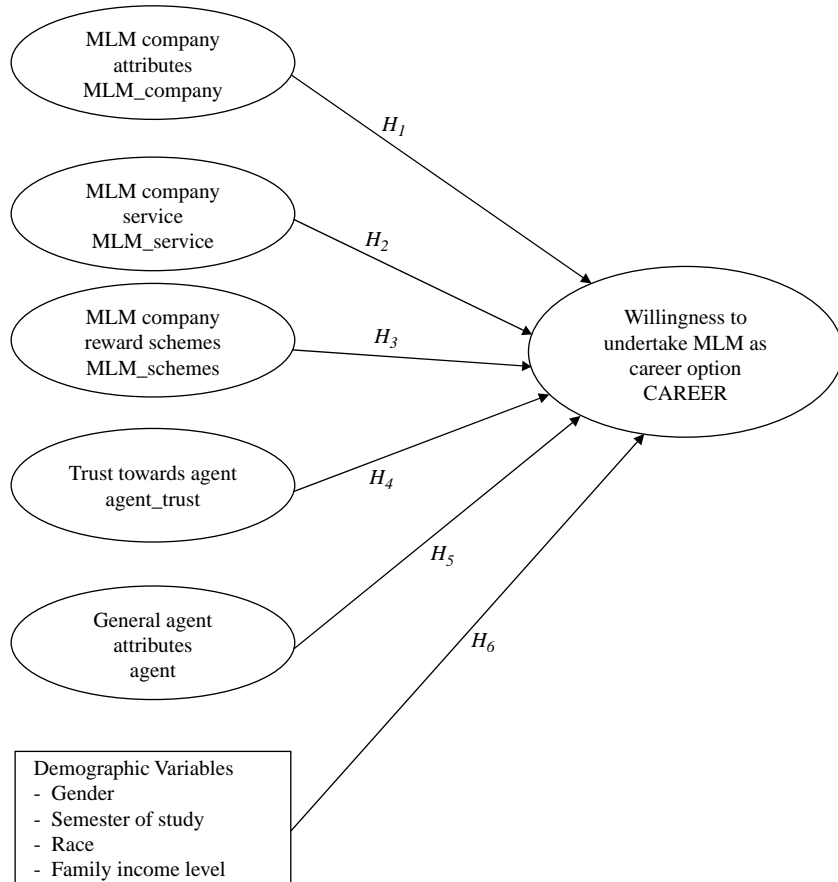 MLM company
attributes
MLM_company
H1
MLM company
service
MLM_service
H2
MLM company
reward schemes
MLM_schemes
H3
Willingness to
undertake MLM as
career option
CAREER
Trust towards agent
agent_trust
H4
General agent
attributes
agent
H5
H6
Demographic Variables
- Gender
- Semester of study
- Race
- Family income level